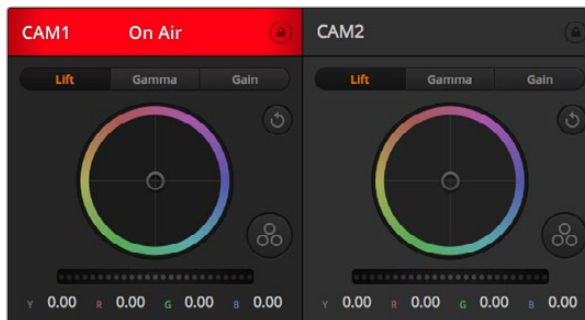 CAM1 On Air
CAM2
Lift Gamma Gain
Lift Gamma Gain
Y 0.00 R 0.00 G 0.00 B 0.00
Y 0.00 R 0.00 G 0.00 B 0.00